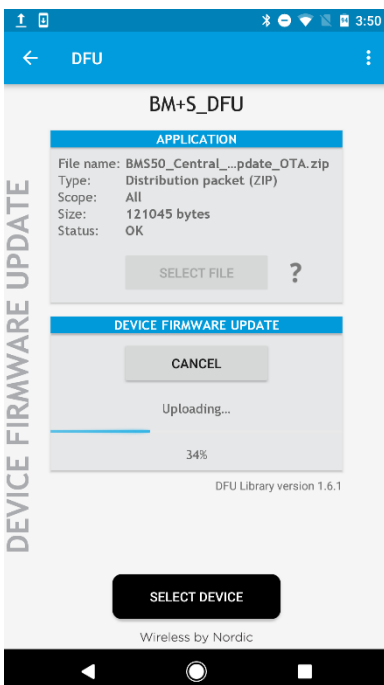 3:50
DFU
BM+S_DFU
APPLICATION
File name: BMS50_Central_...pdate_OTA.zip
Type: Distribution packet (ZIP)
Scope: All
Size: 121045 bytes
Status: OK
SELECT FILE ?
DEVICE FIRMWARE UPDATE
CANCEL
Uploading...
34%
DFU Library version 1.6.1
DEVICE FIRMWARE UPDATE
SELECT DEVICE
Wireless by Nordic